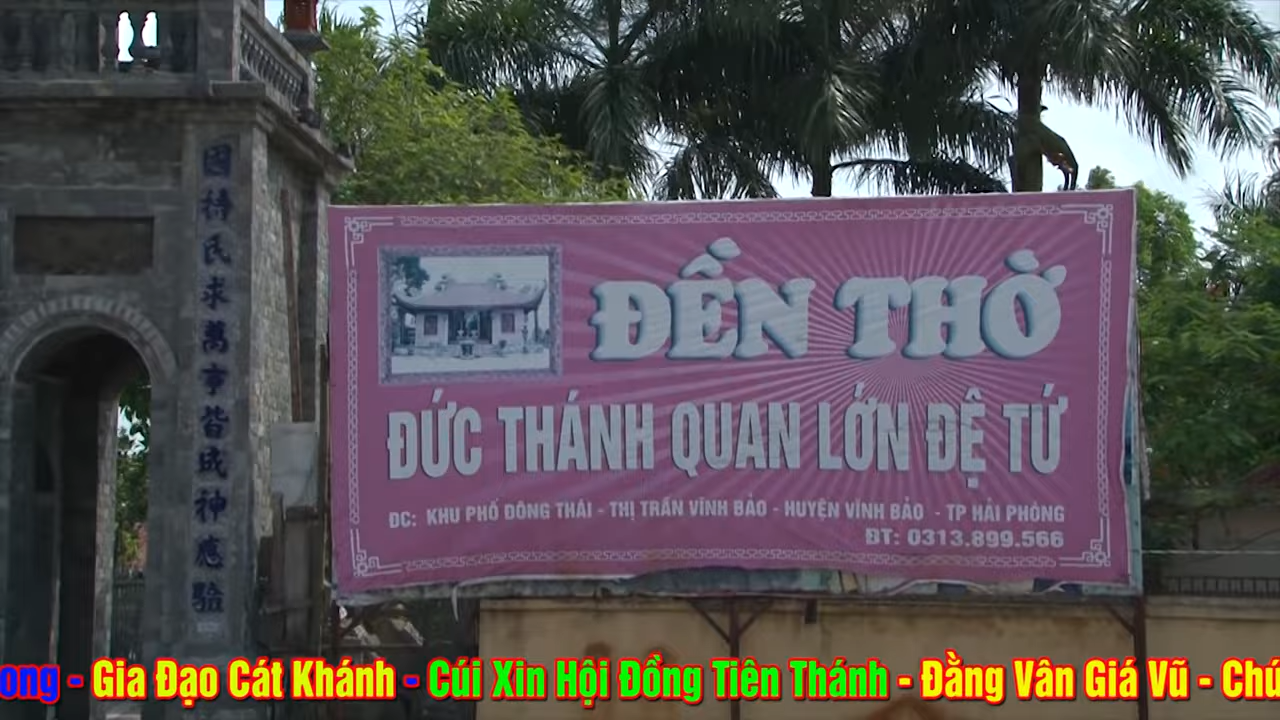 國禱民求萬事皆成神應驗
ĐỀN THỜ
ĐỨC THÁNH QUAN LỚN ĐỆ TỨ
ĐC: KHU PHỐ ĐÔNG THÁI - THỊ TRẤN VĨNH BẢO - HUYỆN VĨNH BẢO - TP HẢI PHÒNG
ĐT: 0313.899.566
ong - Gia Đạo Cát Khánh - Cúi Xin Hội Đồng Tiên Thánh - Đằng Vân Giá Vũ - Chú